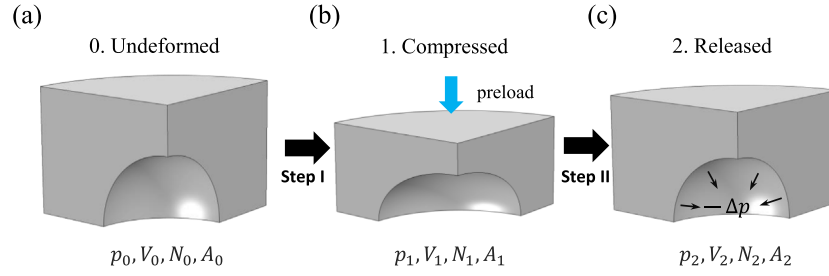 (a)
0. Undeformed
p₀, V₀, N₀, A₀
Step I
(b)
1. Compressed
preload
p₁, V₁, N₁, A₁
Step II
(c)
2. Released
— Δp
p₂, V₂, N₂, A₂